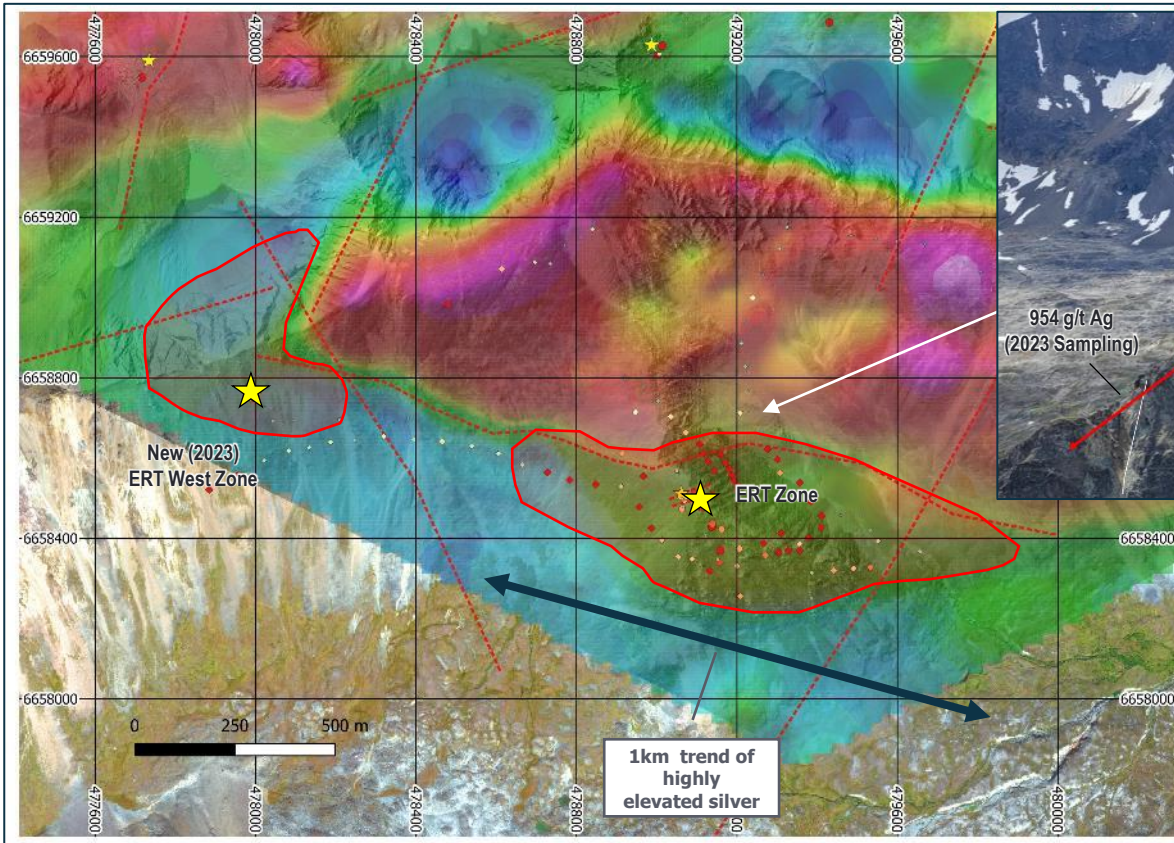 477600
478000
478400
478800
479200
479600
6659600
6659200
6658800
6658400
6658000
954 g/t Ag
(2023 Sampling)
New (2023)
ERT West Zone
ERT Zone
6658400
6658000
0 250 500 m
1km trend of
highly
elevated silver
477600
478000
478400
478800
479200
479600
480000